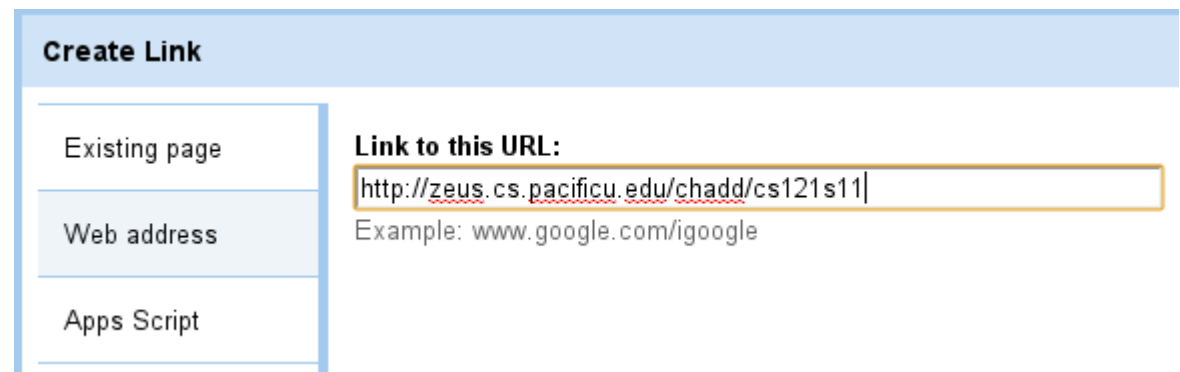 Create Link
Existing page
Web address
Apps Script
Link to this URL:
http://zeus.cs.pacificu.edu/chadd/cs121s11
Example: www.google.com/igoogle